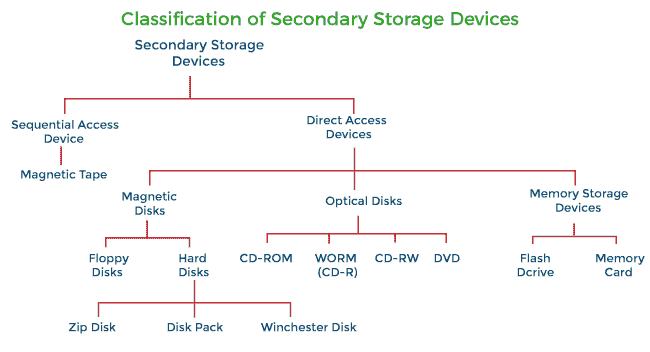 Classification of Secondary Storage Devices
Secondary Storage
Devices
Sequential Access
Device
Direct Access
Devices
Magnetic Tape
Magnetic
Disks
Optical Disks
Memory Storage
Devices
Floppy
Disks
Hard
Disks
CD-ROM
WORM
(CD-R)
CD-RW
DVD
Flash
Dcrive
Memory
Card
Zip Disk
Disk Pack
Winchester Disk